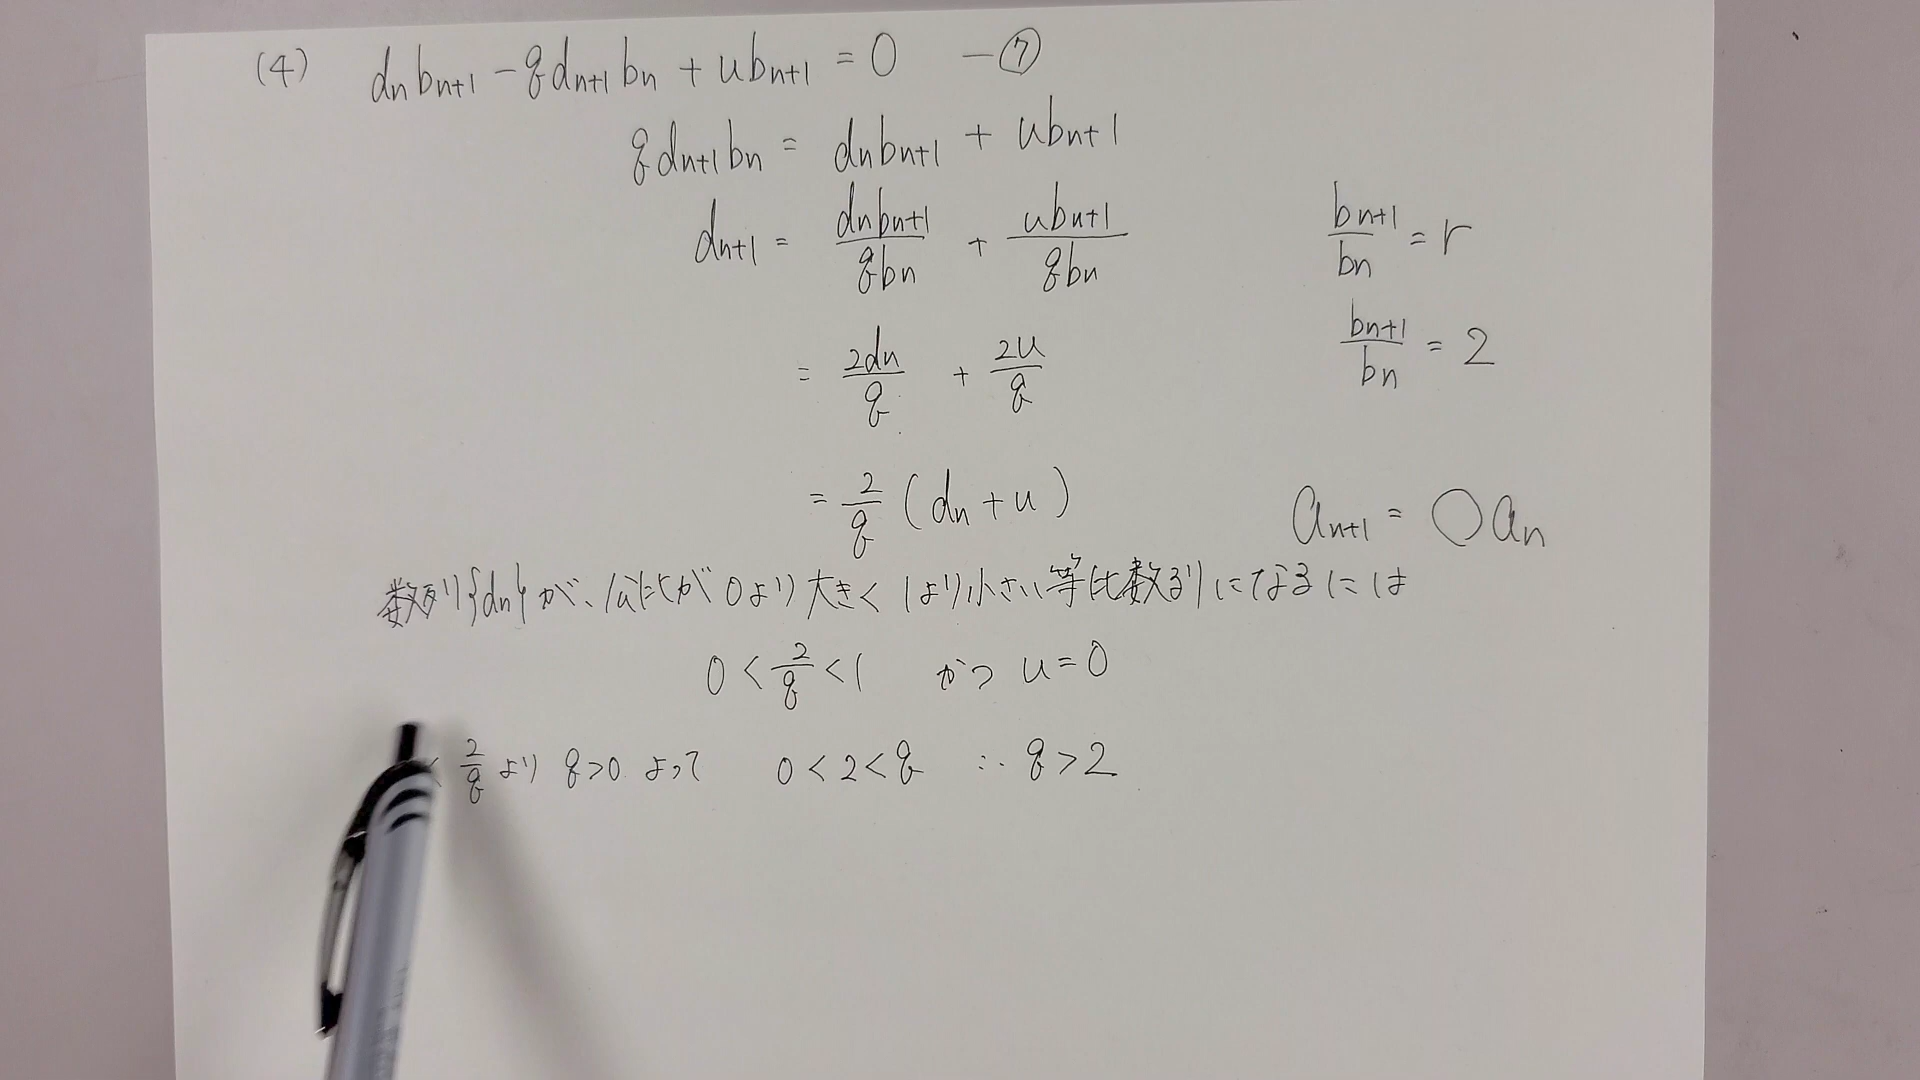 (4) dnbn+1 - qdn+1bn + ubn+1 = 0 - ⑦
qdn+1bn = dnbn+1 + ubn+1
dn+1 = dnbn+1/qbn + ubn+1/qbn
bn+1/bn = r
= 2dn/q + 2u/q
bn+1/bn = 2
= 2/q (dn + u)
an+1 = ○an
数列{dn}が、公比が0より大きく1より小さい等比数列になるには
0 < 2/q < 1 かつ u = 0
< 2/q より q>0 よって 0 < 2 < q ∴ q > 2